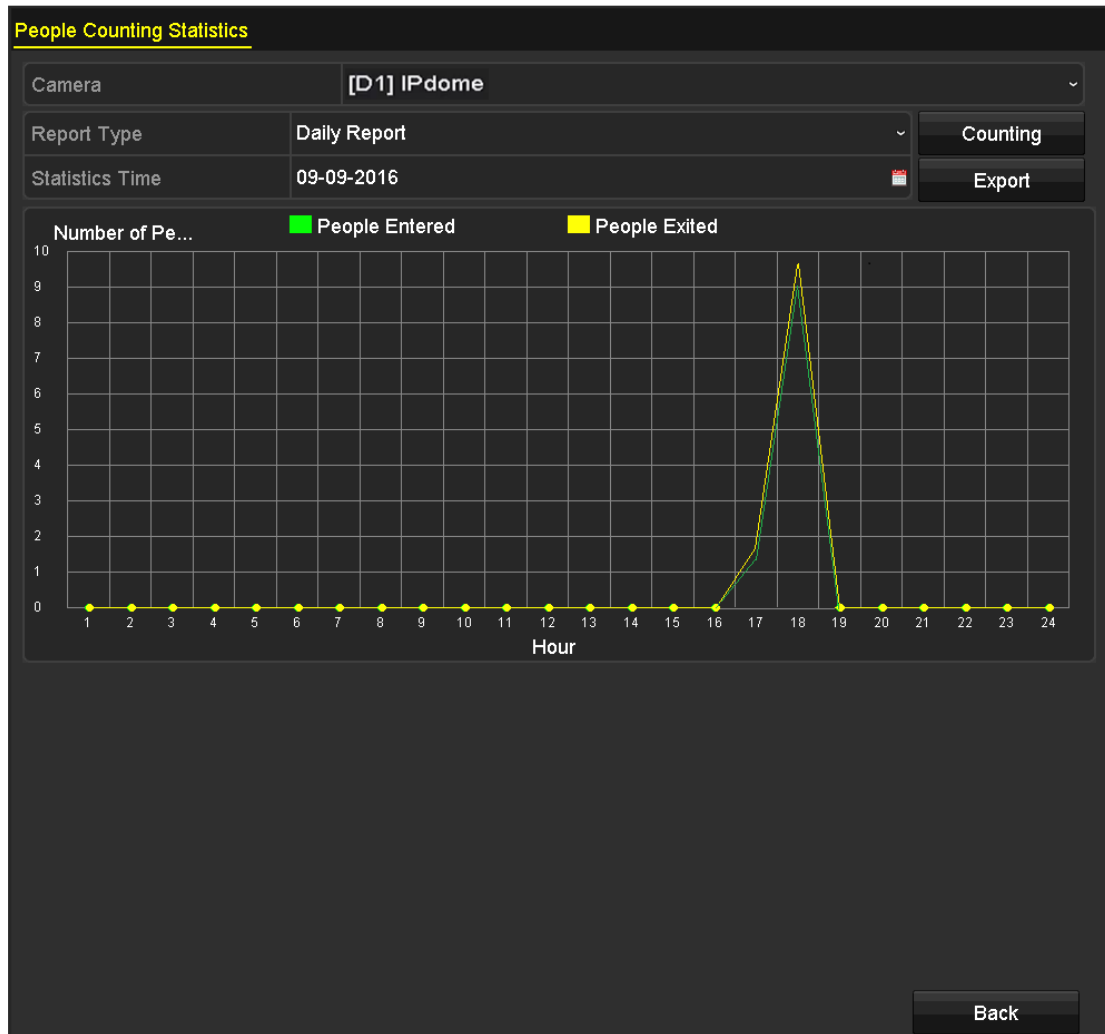 People Counting Statistics
Camera [D1] IPdome
Report Type Daily Report Counting
Statistics Time 09-09-2016 Export
Number of Pe... People Entered People Exited
10
9
8
7
6
5
4
3
2
1
0
1 2 3 4 5 6 7 8 9 10 11 12 13 14 15 16 17 18 19 20 21 22 23 24
Hour
Back